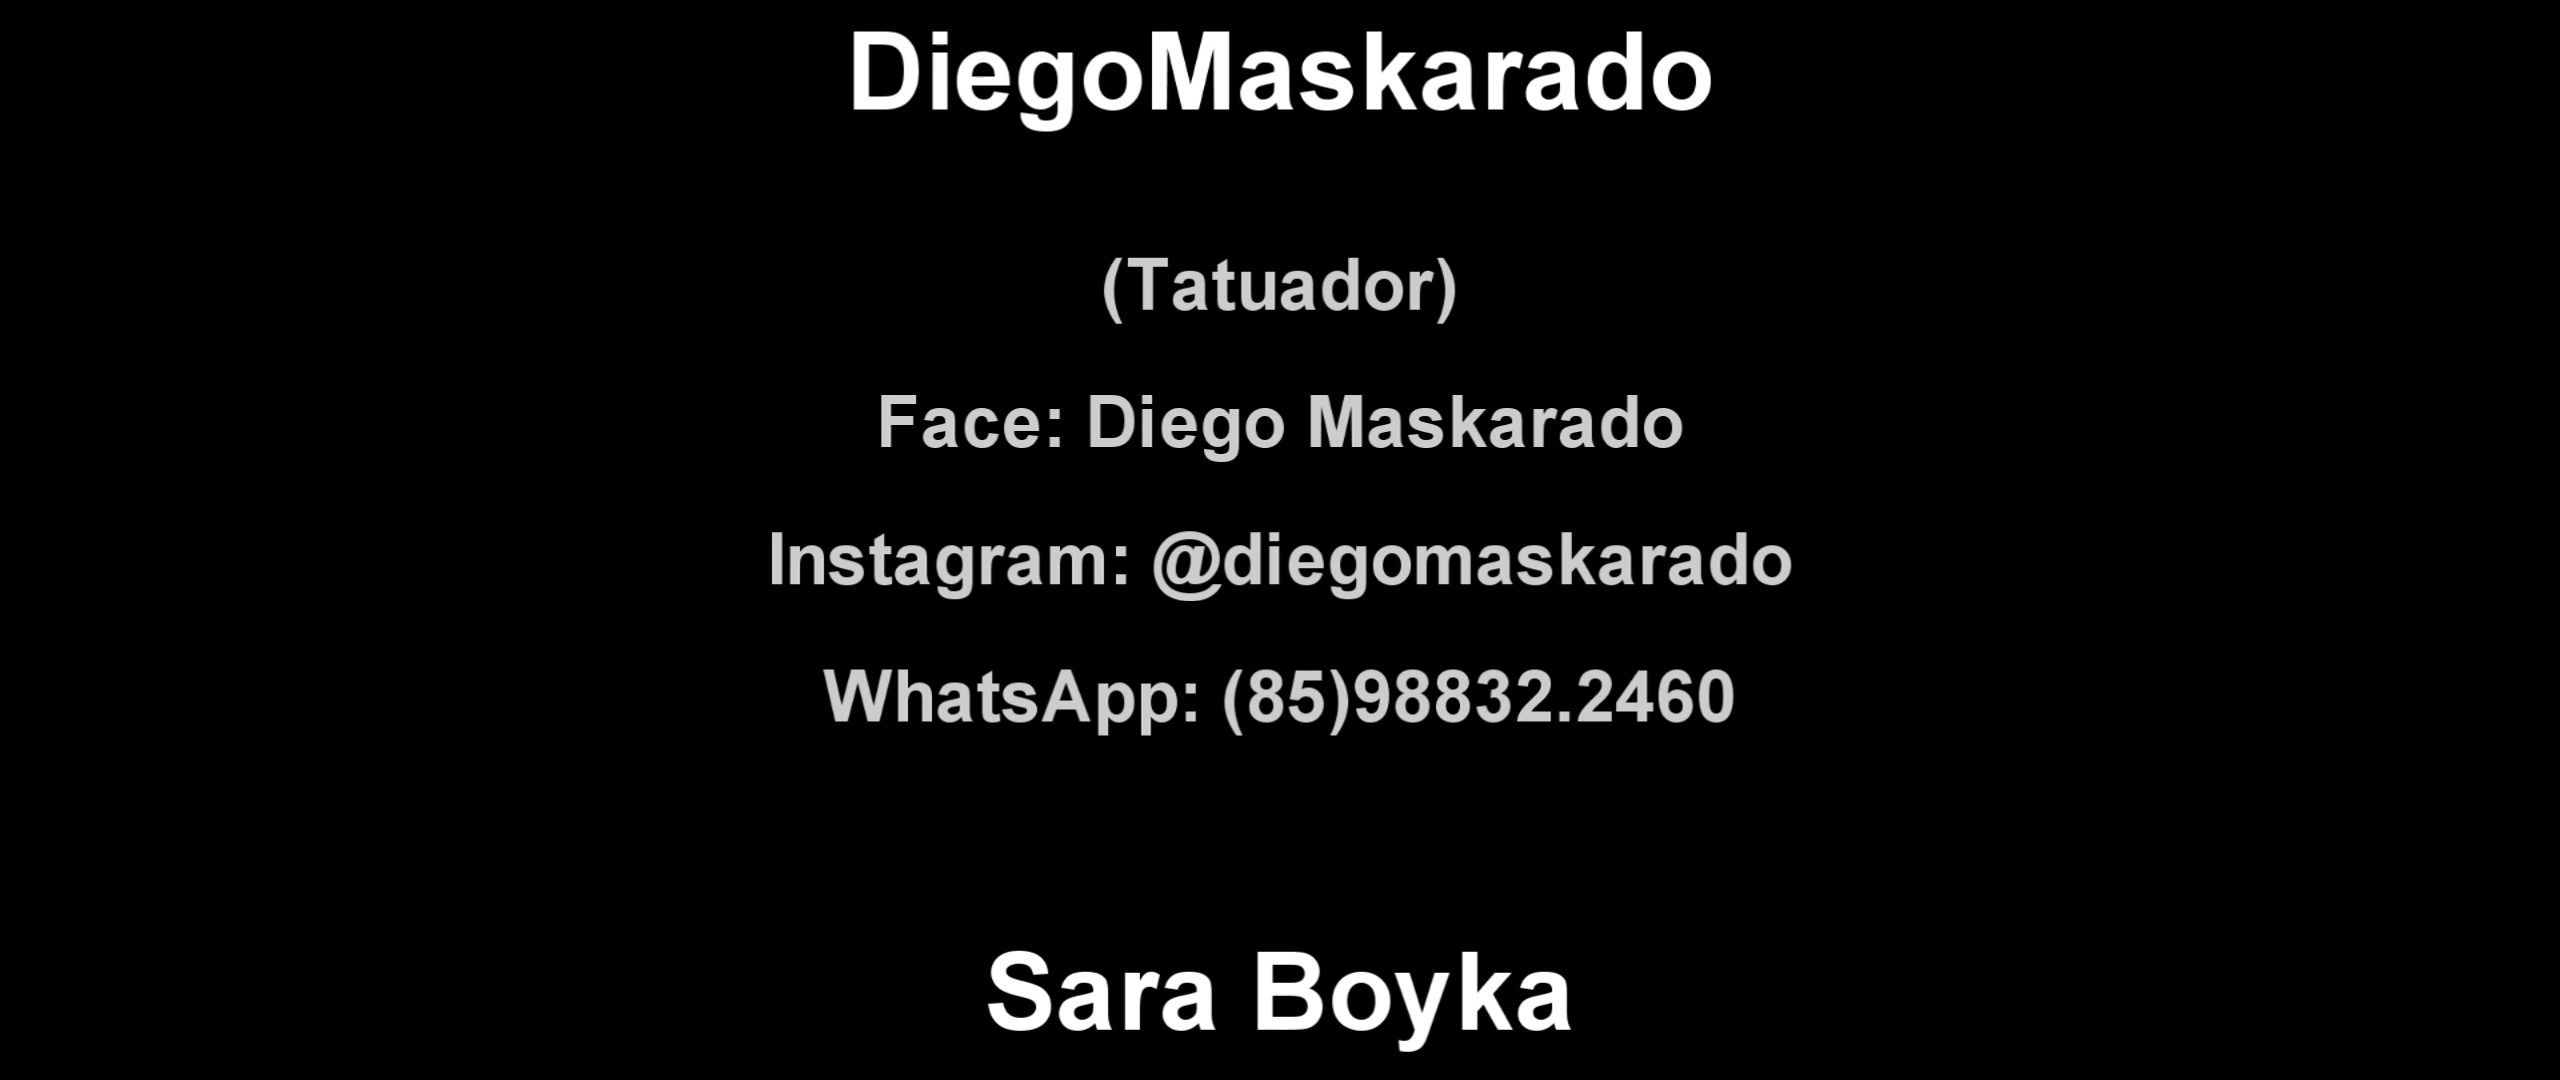 DiegoMaskarado
(Tatuador)
Face: Diego Maskarado
Instagram: @diegomaskarado
WhatsApp: (85)98832.2460
Sara Boyka